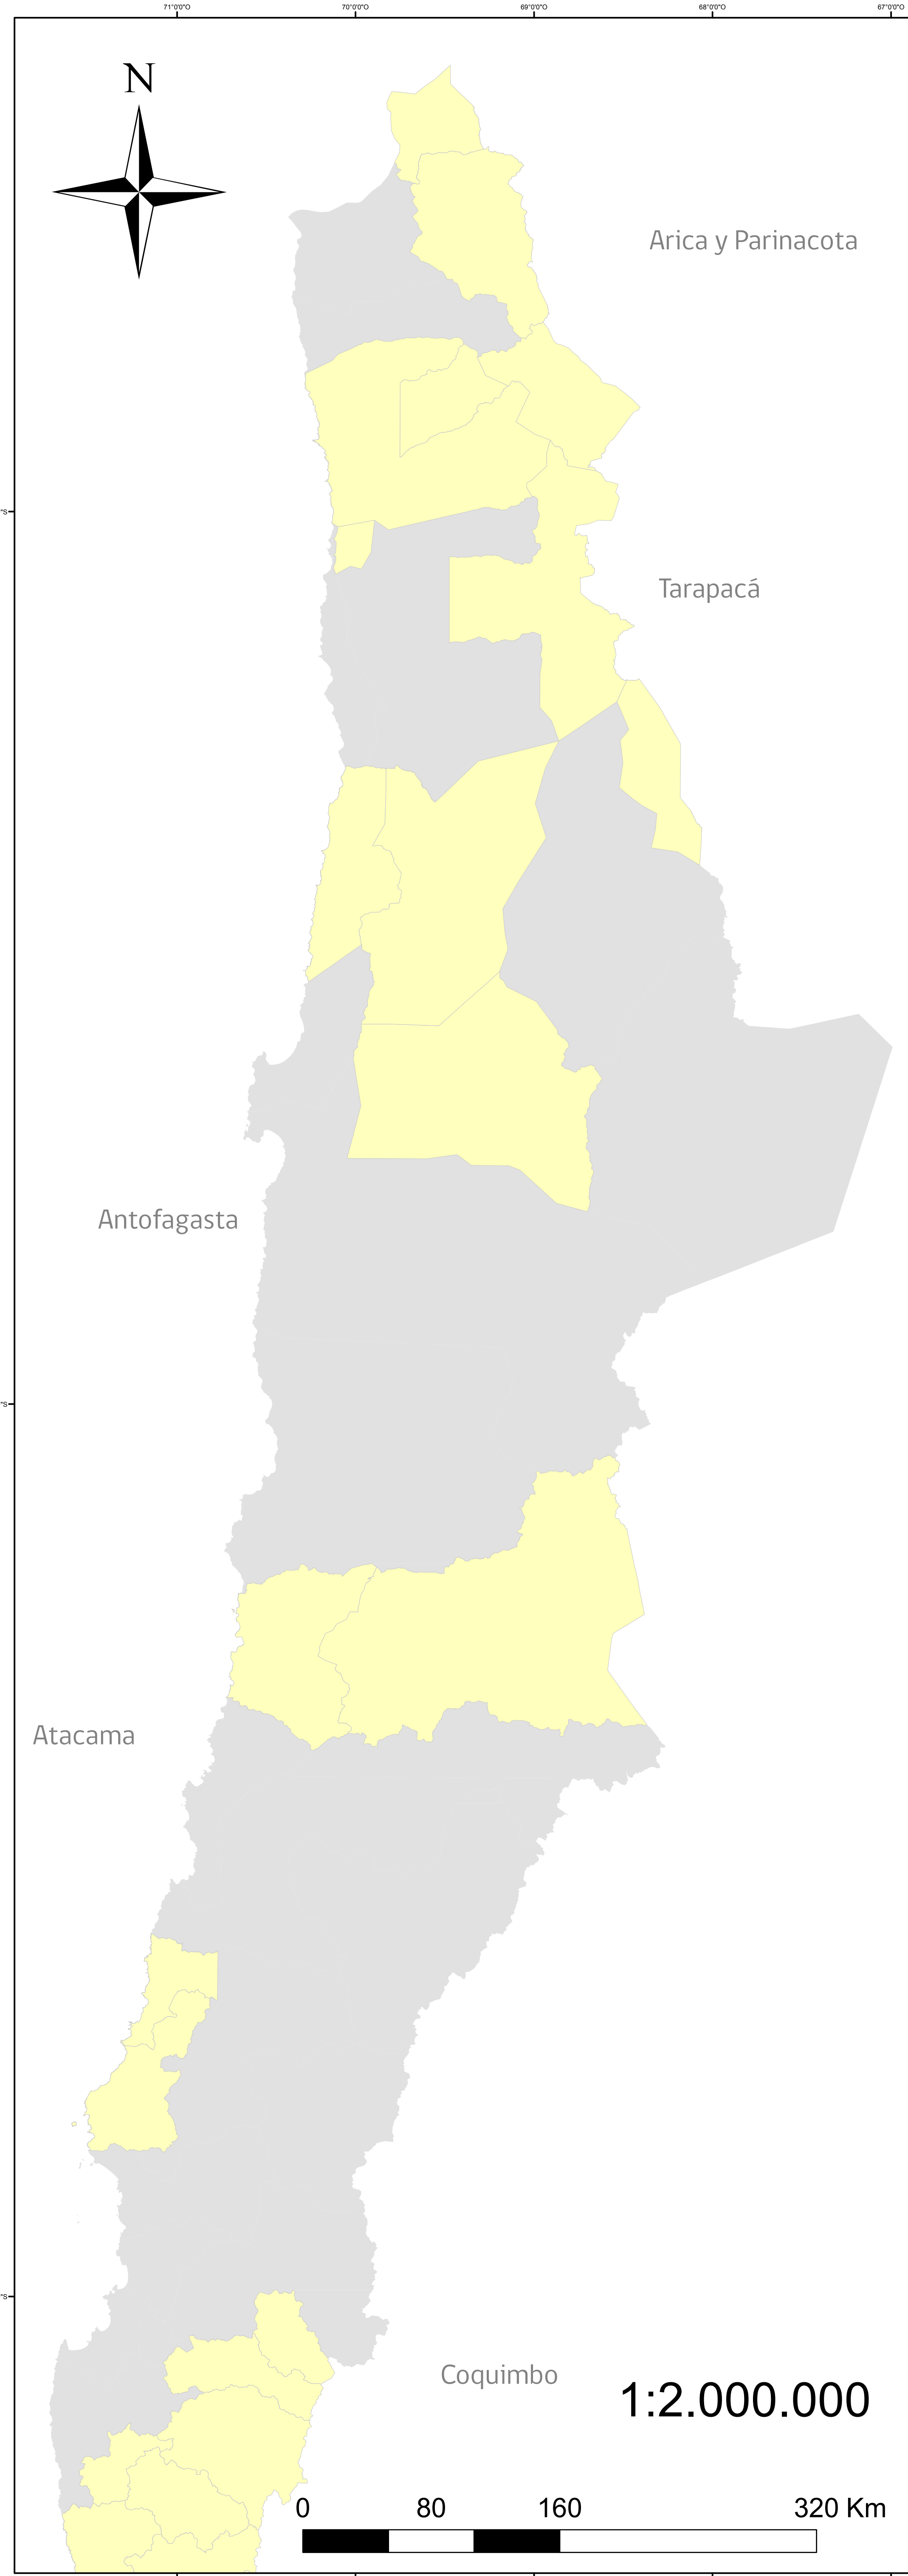 71°0'0"O 70°0'0"O 69°0'0"O 68°0'0"O 67°0'0"O
N
Arica y Parinacota
"S
Tarapacá
Antofagasta
"S
Atacama
"S
Coquimbo
1:2.000.000
0 80 160 320 Km